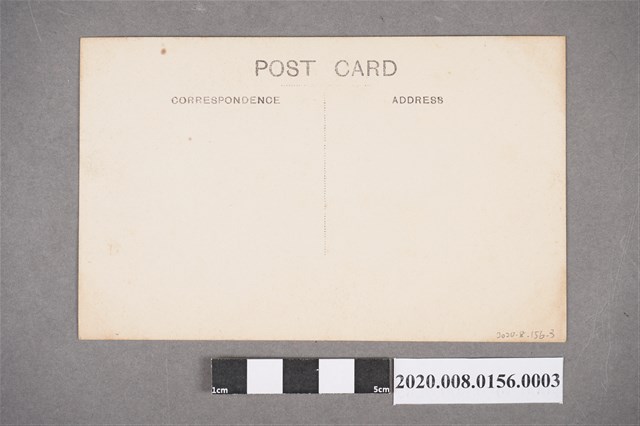 POST CARD
CORRESPONDENCE
ADDRESS
2020-8-156-3
1cm
5cm
2020.008.0156.0003